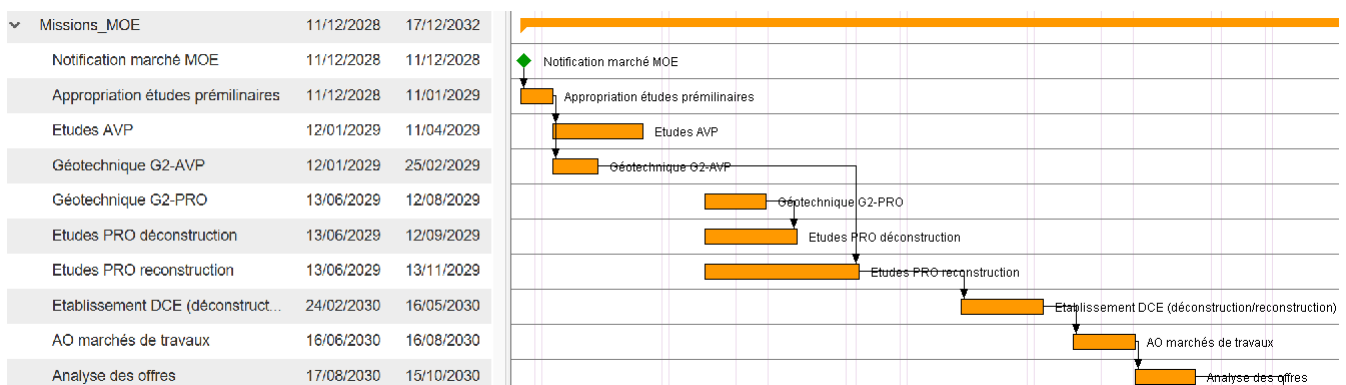 Missions_MOE 11/12/2028 17/12/2032
Notification marché MOE 11/12/2028 11/12/2028 Notification marché MOE
Appropriation études prémilinaires 11/12/2028 11/01/2029 Appropriation études prémilinaires
Etudes AVP 12/01/2029 11/04/2029 Etudes AVP
Géotechnique G2-AVP 12/01/2029 25/02/2029 Géotechnique G2-AVP
Géotechnique G2-PRO 13/06/2029 12/08/2029 Géotechnique G2-PRO
Etudes PRO déconstruction 13/06/2029 12/09/2029 Etudes PRO déconstruction
Etudes PRO reconstruction 13/06/2029 13/11/2029 Etudes PRO reconstruction
Etablissement DCE (déconstruct... 24/02/2030 16/05/2030 Etablissement DCE (déconstruction/reconstruction)
AO marchés de travaux 16/06/2030 16/08/2030 AO marchés de travaux
Analyse des offres 17/08/2030 15/10/2030 Analyse des offres